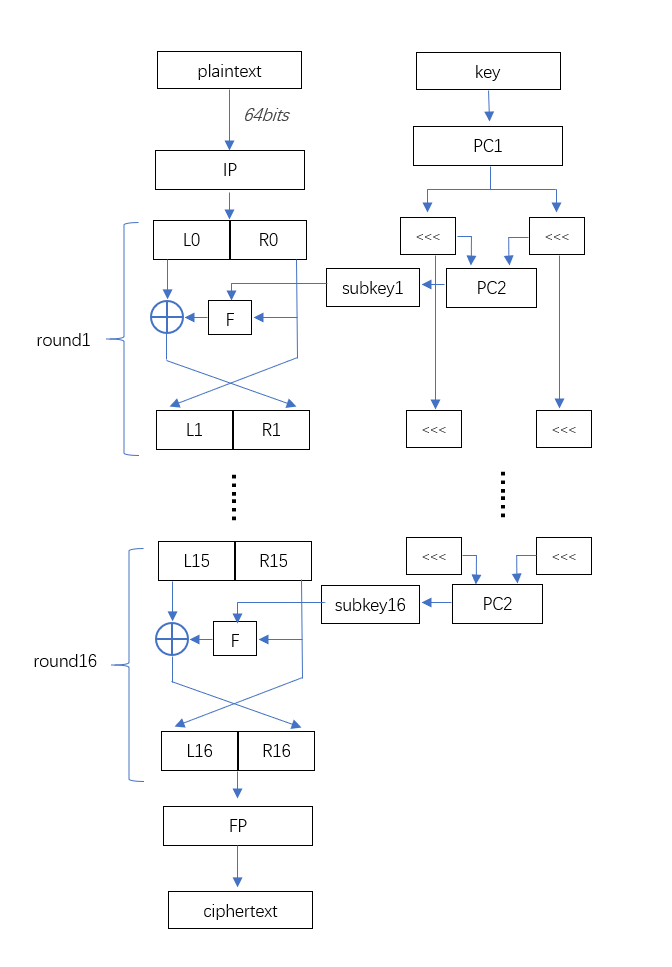 plaintext
key
64bits
PC1
IP
L0
R0
<<<
<<<
subkey1
PC2
F
round1
L1
R1
<<<
<<<
L15
R15
<<<
<<<
subkey16
PC2
F
round16
L16
R16
FP
ciphertext